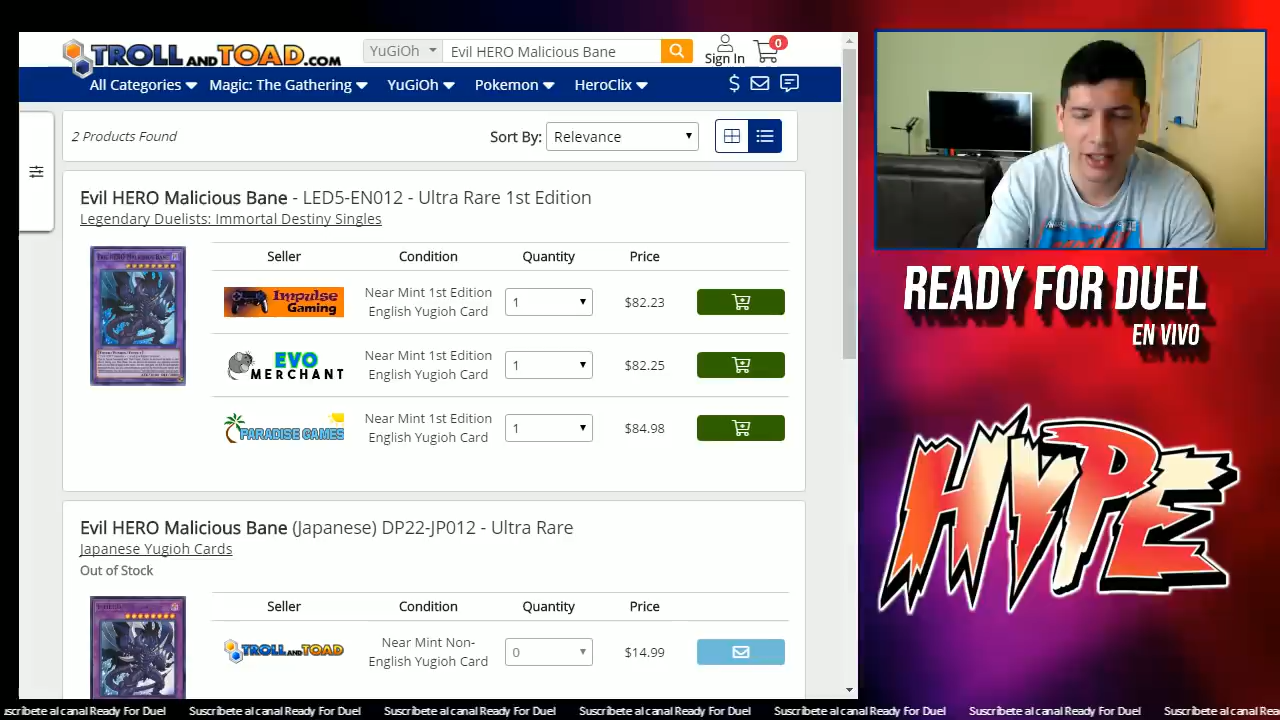 TROLL AND TOAD.COM
YuGiOh
Evil HERO Malicious Bane
Sign In
0
All Categories
Magic: The Gathering
YuGiOh
Pokemon
HeroClix
$
2 Products Found
Sort By:
Relevance
Evil HERO Malicious Bane - LED5-EN012 - Ultra Rare 1st Edition
Legendary Duelists: Immortal Destiny Singles
EVIL HERO MALICIOUS BANE
Seller Condition Quantity Price
Impulse Gaming
Near Mint 1st Edition
English Yugioh Card
1
$82.23
EVO MERCHANT
Near Mint 1st Edition
English Yugioh Card
1
$82.25
PARADISE GAMES
Near Mint 1st Edition
English Yugioh Card
1
$84.98
Evil HERO Malicious Bane (Japanese) DP22-JP012 - Ultra Rare
Japanese Yugioh Cards
Out of Stock
Seller Condition Quantity Price
TROLL AND TOAD
Near Mint Non-
English Yugioh Card
0
$14.99
READY FOR DUEL
EN VIVO
HYPE
uscribete al canal Ready For Duel Suscribete al canal Ready For Duel Suscribete al canal Ready For Duel Suscribete al canal Ready For Duel Suscribete al canal Ready For Duel Suscribete al canal Ready For Duel Suscribete al canal Rea